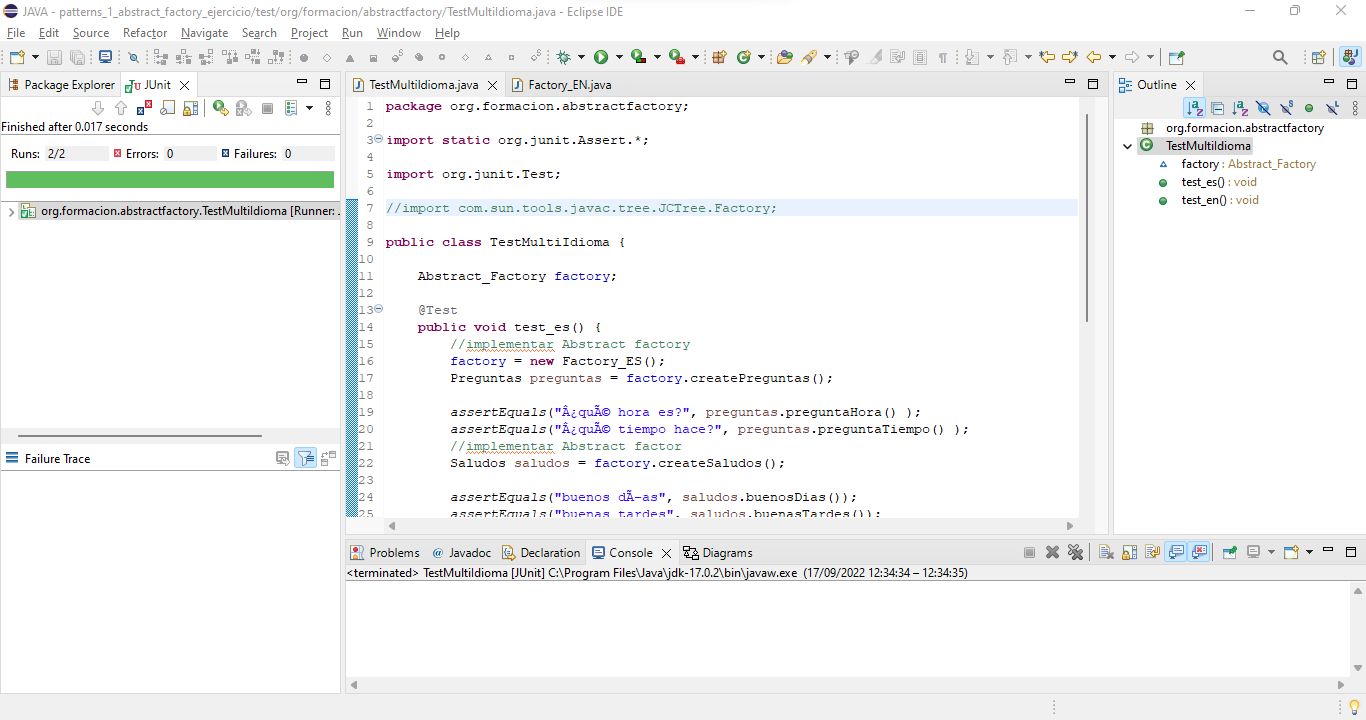 JAVA - patterns_1_abstract_factory_ejercicio/test/org/formacion/abstractfactory/TestMultiIdioma.java - Eclipse IDE
File Edit Source Refactor Navigate Search Project Run Window Help
Package Explorer JUnit
Finished after 0.017 seconds
Runs: 2/2 Errors: 0 Failures: 0
org.formacion.abstractfactory.TestMultiIdioma [Runner: .
Failure Trace
TestMultiIdioma.java Factory_EN.java
1 package org.formacion.abstractfactory;
2
3 import static org.junit.Assert.*;
4
5 import org.junit.Test;
6
7 //import com.sun.tools.javac.tree.JCTree.Factory;
8
9 public class TestMultiIdioma {
10
11 Abstract_Factory factory;
12
13 @Test
14 public void test_es() {
15 //implementar Abstract factory
16 factory = new Factory_ES();
17 Preguntas preguntas = factory.createPreguntas();
18
19 assertEquals("Â¿quÃ© hora es?", preguntas.preguntaHora() );
20 assertEquals("Â¿quÃ© tiempo hace?", preguntas.preguntaTiempo() );
21 //implementar Abstract factor
22 Saludos saludos = factory.createSaludos();
23
24 assertEquals("buenos dÃ-as", saludos.buenosDias());
25 assertEquals("buenas tardes", saludos.buenasTardes());
Outline
org.formacion.abstractfactory
TestMultiIdioma
factory : Abstract_Factory
test_es() : void
test_en() : void
Problems @ Javadoc Declaration Console Diagrams
<terminated> TestMultiIdioma [JUnit] C:\Program Files\Java\jdk-17.0.2\bin\javaw.exe (17/09/2022 12:34:34 – 12:34:35)